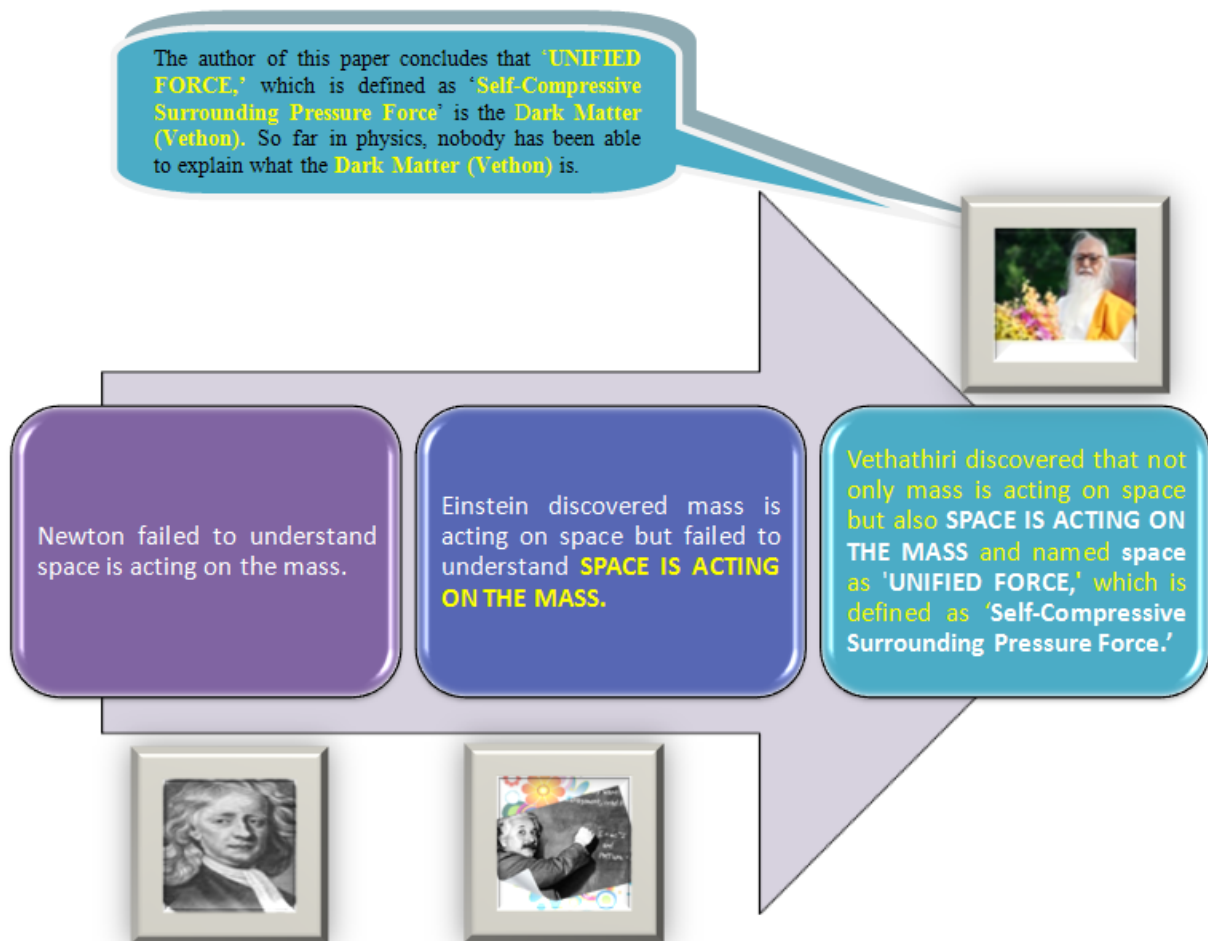 The author of this paper concludes that ‘UNIFIED
FORCE,’ which is defined as ‘Self-Compressive
Surrounding Pressure Force’ is the Dark Matter
(Vethon). So far in physics, nobody has been able
to explain what the Dark Matter (Vethon) is.
Newton failed to understand
space is acting on the mass.
Einstein discovered mass is
acting on space but failed to
understand SPACE IS ACTING
ON THE MASS.
Vethathiri discovered that not
only mass is acting on space
but also SPACE IS ACTING ON
THE MASS and named space
as 'UNIFIED FORCE,' which is
defined as ‘Self-Compressive
Surrounding Pressure Force.’